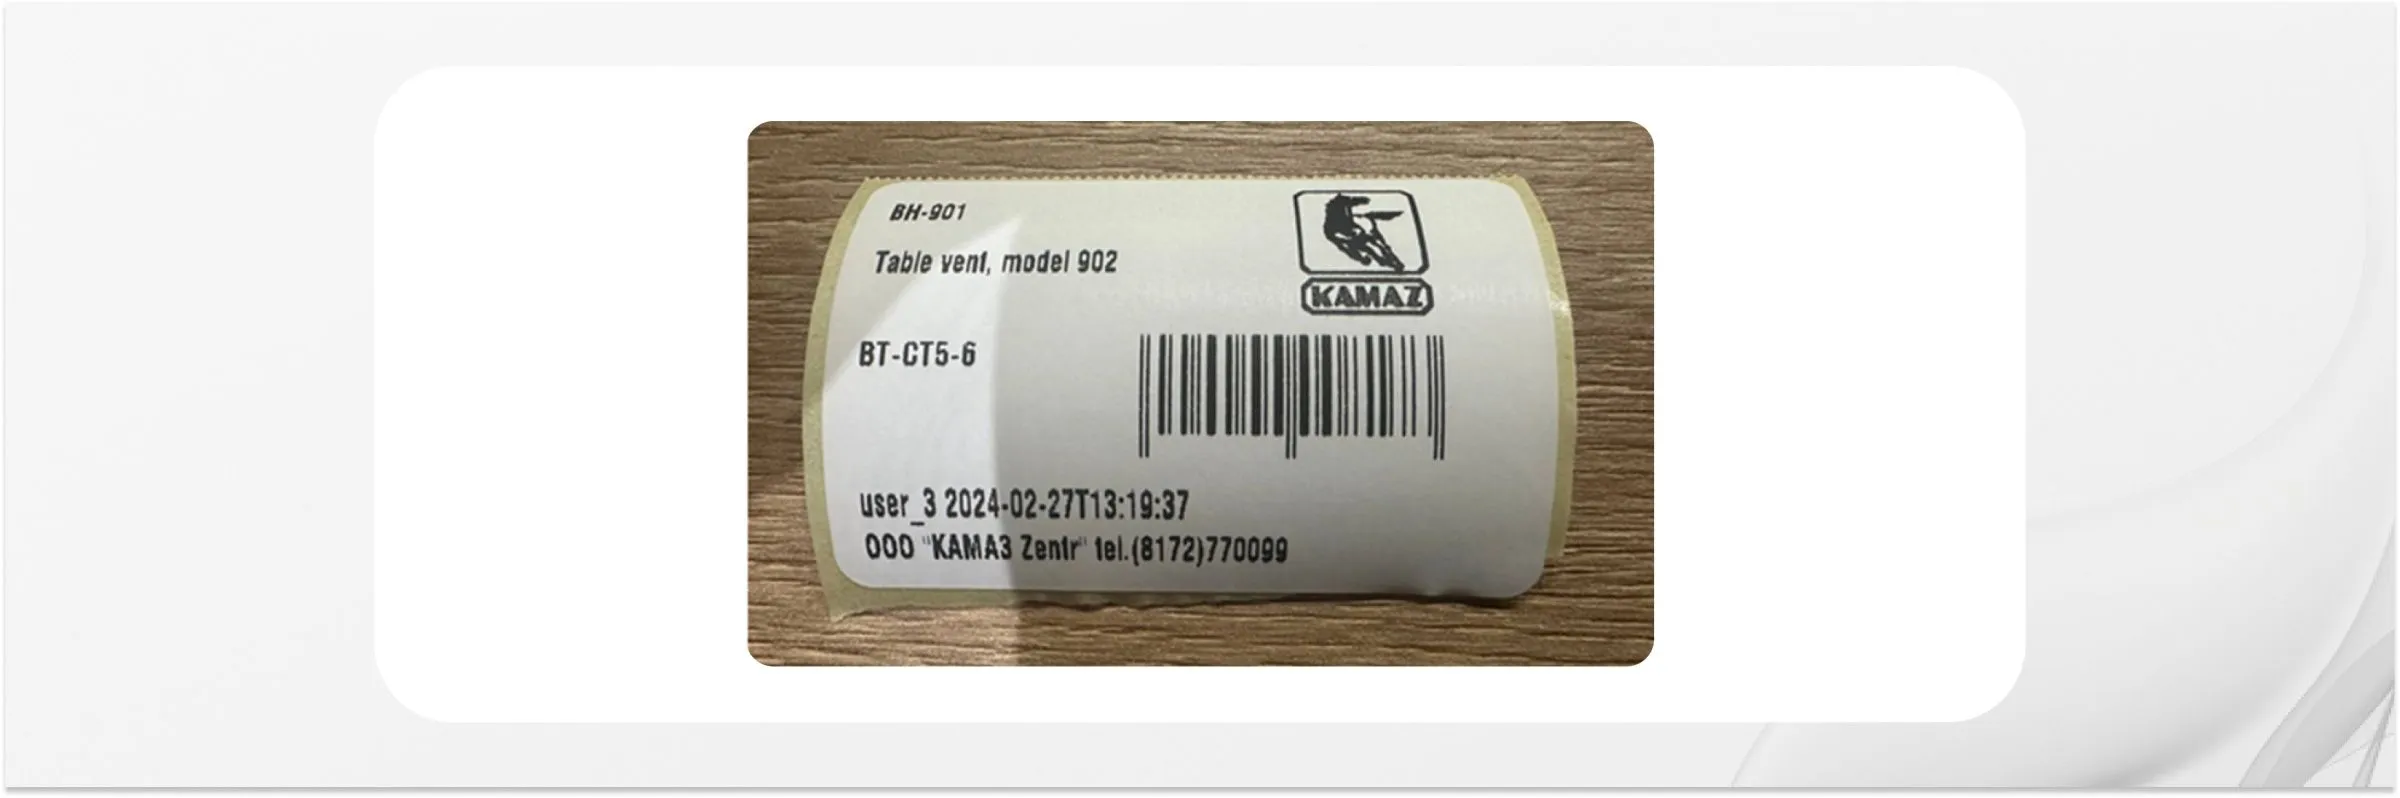 BH-901
Table vent, model 902
KAMAZ
BT-CT5-6
user_3 2024-02-27T13:19:37
OOO "KAMA3 Zentr" tel.(8172)770099